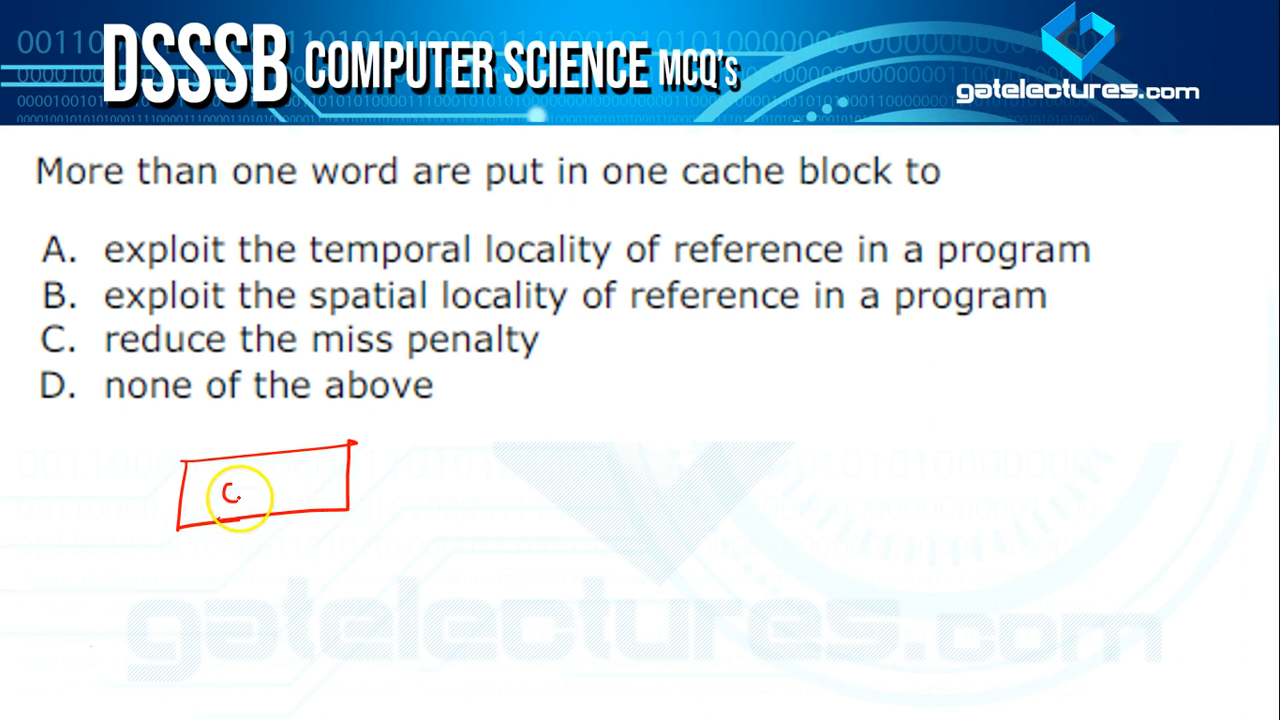 DSSSB COMPUTER SCIENCE MCQ'S
gatelectures.com
More than one word are put in one cache block to
A. exploit the temporal locality of reference in a program
B. exploit the spatial locality of reference in a program
C. reduce the miss penalty
D. none of the above
C
gatelectures.com